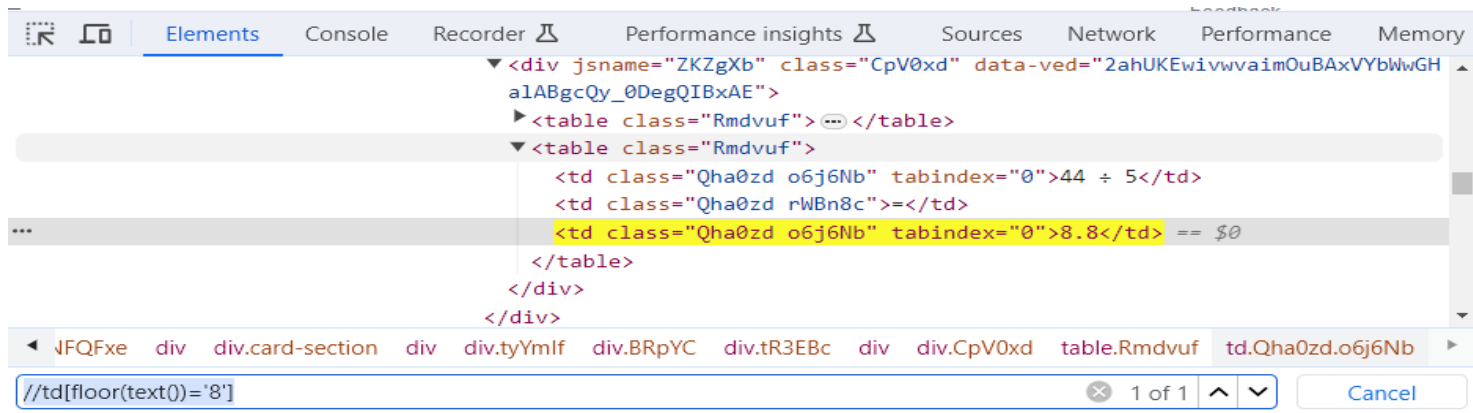 Elements Console Recorder Performance insights Sources Network Performance Memory
▼<div jsname="ZKZgXb" class="CpV0xd" data-ved="2ahUKEwivwvaimOuBAxVYbWwGH
alABgcQy_0DegQIBxAE">
▶<table class="Rmdvuf">…</table>
▼<table class="Rmdvuf">
<td class="Qha0zd o6j6Nb" tabindex="0">44 ÷ 5</td>
<td class="Qha0zd rWBn8c">=</td>
… <td class="Qha0zd o6j6Nb" tabindex="0">8.8</td> == $0
</table>
</div>
</div>
div div.card-section div div.tyYmIf div.BRpYC div.tR3EBc div div.CpV0xd table.Rmdvuf td.Qha0zd.o6j6Nb
//td[floor(text())='8'] 1 of 1 Cancel